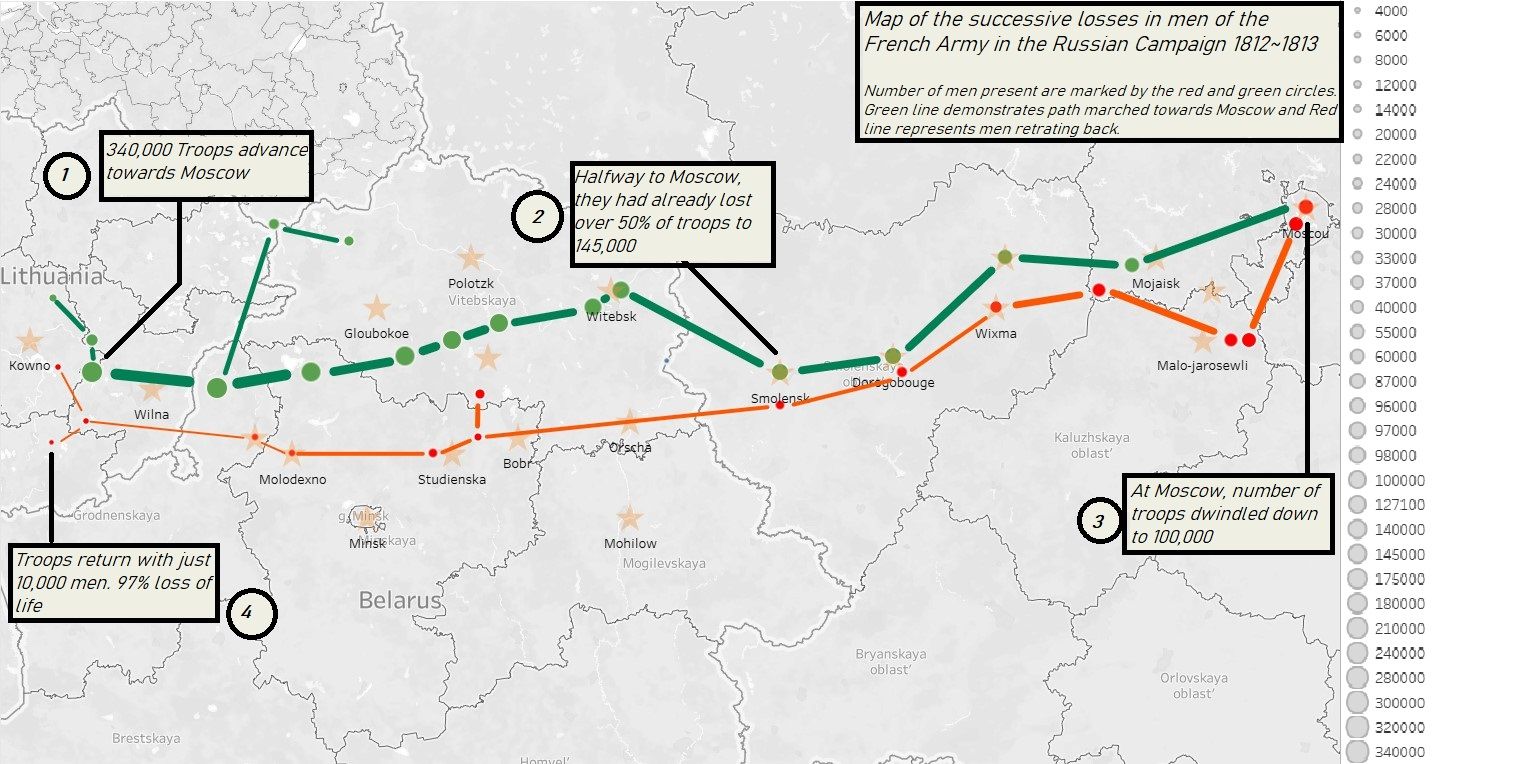 Map of the successive losses in men of the
French Army in the Russian Campaign 1812~1813
Number of men present are marked by the red and green circles.
Green line demonstrates path marched towards Moscow and Red
line represents men retrating back.
1
340,000 Troops advance
towards Moscow
2
Halfway to Moscow,
they had already lost
over 50% of troops to
145,000
Moscou
Lithuania
Polotzk
Vitebskaya
Mojaisk
Gloubokoe
Witebsk
Wixma
Kowno
Malo-jarosewli
Dorogobouge
Smolensk
Wilna
Kaluzhskaya
oblast'
Orscha
Bobr
Molodexno
Studienska
3
At Moscow, number of
troops dwindled down
to 100,000
Grodnenskaya
g. Minsk
Minskaya
Minsk
Mohilow
Mogilevskaya
Troops return with just
10,000 men. 97% loss of
life
4
Belarus
Bryanskaya
oblast'
Orlovskaya
oblast'
Brestskaya
Homyel'
4000
6000
8000
12000
14000
20000
22000
24000
28000
30000
33000
37000
40000
55000
60000
87000
96000
97000
98000
100000
127100
140000
145000
175000
180000
210000
240000
280000
300000
320000
340000